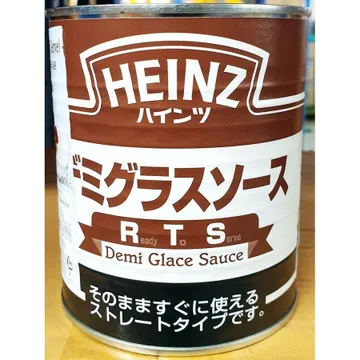 HEINZ
ハインツ
デミグラスソース
Ready To Serve
Demi Glace Sauce
そのまますぐに使える
ストレートタイプです。